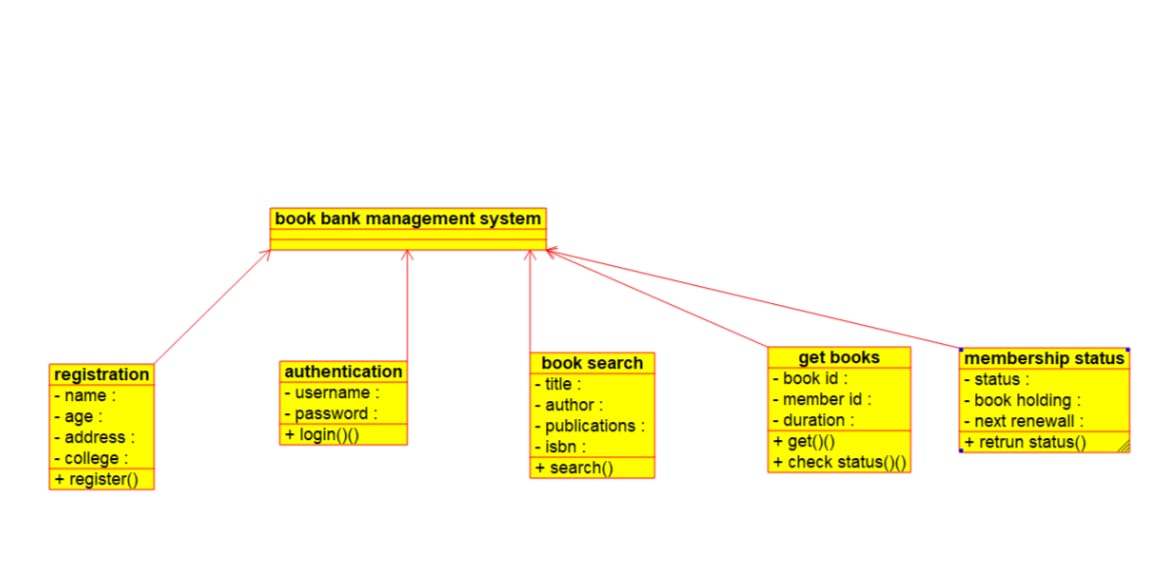 book bank management system
registration
- name :
- age :
- address :
- college :
+ register()
authentication
- username :
- password :
+ login()()
book search
- title :
- author :
- publications :
- isbn :
+ search()
get books
- book id :
- member id :
- duration :
+ get()()
+ check status()()
membership status
- status :
- book holding :
- next renewall :
+ retrun status()